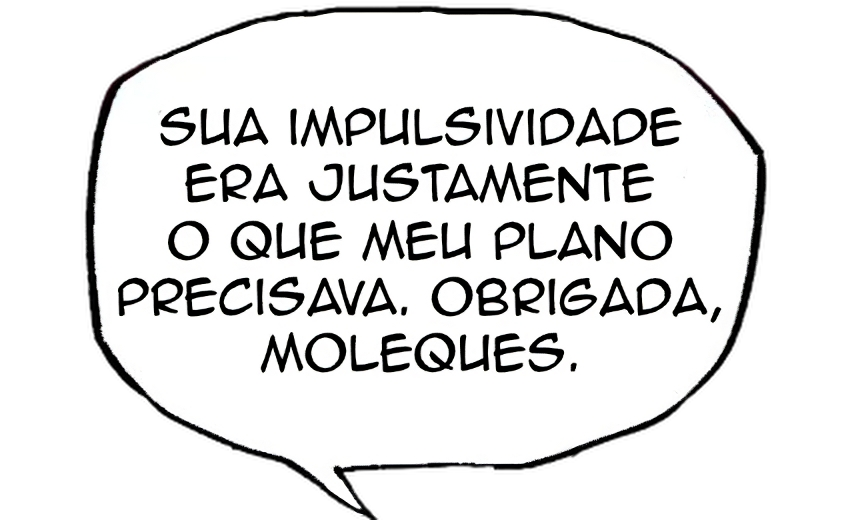 SUA IMPULSIVIDADE
ERA JUSTAMENTE
O QUE MEU PLANO
PRECISAVA. OBRIGADA,
MOLEQUES.